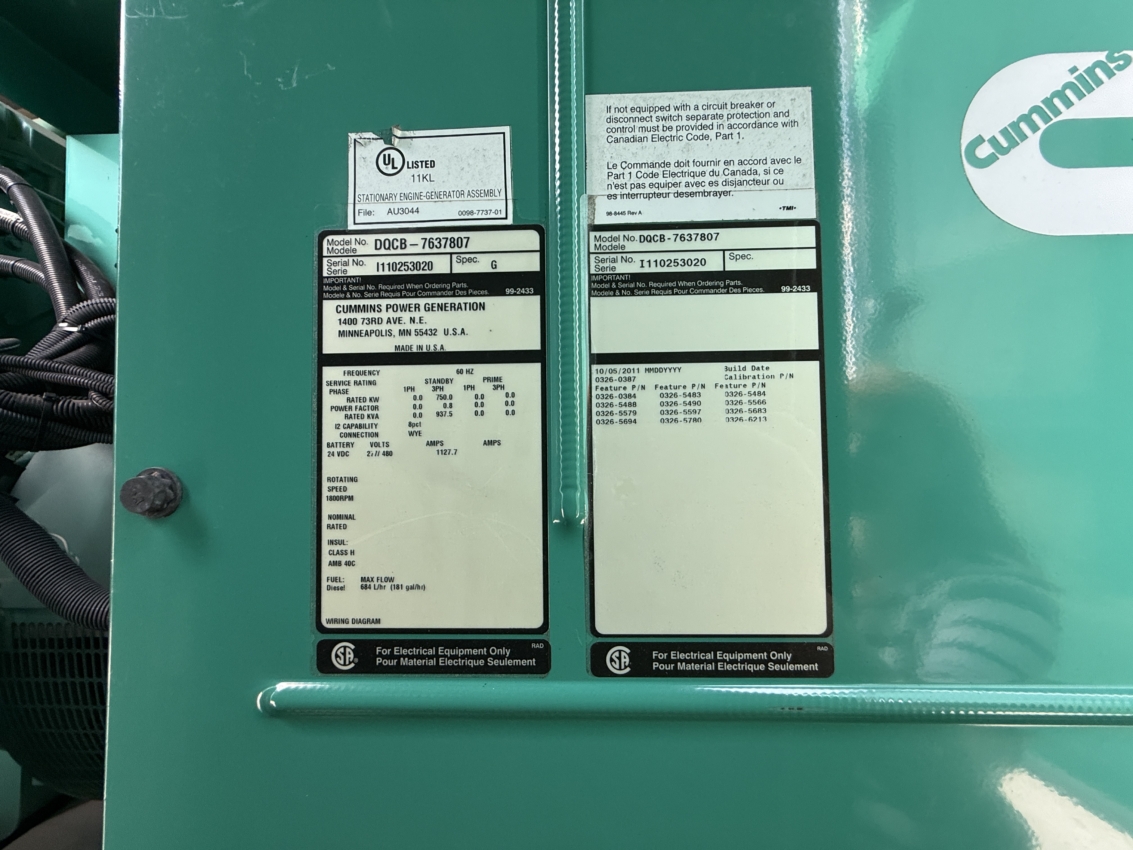 UL LISTED
11KL
STATIONARY ENGINE-GENERATOR ASSEMBLY
File: AU3044 0098-7737-01
Model No. DQCB-7637807
Modele
Serial No. I110253020 Spec. G
Serie
IMPORTANT!
Model & Serial No. Required When Ordering Parts.
Modele & No. Serie Requis Pour Commander Des Pieces. 99-2433
CUMMINS POWER GENERATION
1400 73RD AVE. N.E.
MINNEAPOLIS, MN 55432 U.S.A.
MADE IN U.S.A.
FREQUENCY 60 HZ
SERVICE RATING STANDBY PRIME
PHASE 1PH 3PH 1PH 3PH
RATED KW 0.0 750.0 0.0 0.0
POWER FACTOR 0.0 0.8 0.0 0.0
RATED KVA 0.0 937.5 0.0 0.0
I2 CAPABILITY 8pct
CONNECTION WYE
BATTERY VOLTS AMPS AMPS
24 VDC 480 1127.7
ROTATING
SPEED
1800RPM
NOMINAL
RATED
INSUL:
CLASS H
AMB 40C
FUEL: MAX FLOW
Diesel 684 L/hr (181 gal/hr)
WIRING DIAGRAM
RAD
For Electrical Equipment Only
Pour Material Electrique Seulement
If not equipped with a circuit breaker or
disconnect switch separate protection and
control must be provided in accordance with
Canadian Electric Code, Part 1.
Le Commande doit fournir en accord avec le
Part 1 Code Electrique du Canada, si ce
n'est pas equiper avec es disjancteur ou
es interrupteur desembrayer.
98-8445 Rev A -TMI-
Model No. DQCB-7637807
Modele
Serial No. I110253020 Spec.
Serie
IMPORTANT!
Model & Serial No. Required When Ordering Parts.
Modele & No. Serie Requis Pour Commander Des Pieces. 99-2433
10/05/2011 MMDDYYYY Build Date
0326-0387 Calibration P/N
Feature P/N Feature P/N Feature P/N
0326-0384 0326-5483 0326-5484
0326-5488 0326-5490 0326-5566
0326-5579 0326-5597 0326-5683
0326-5694 0326-5780 0326-6213
RAD
For Electrical Equipment Only
Pour Material Electrique Seulement
Cummins